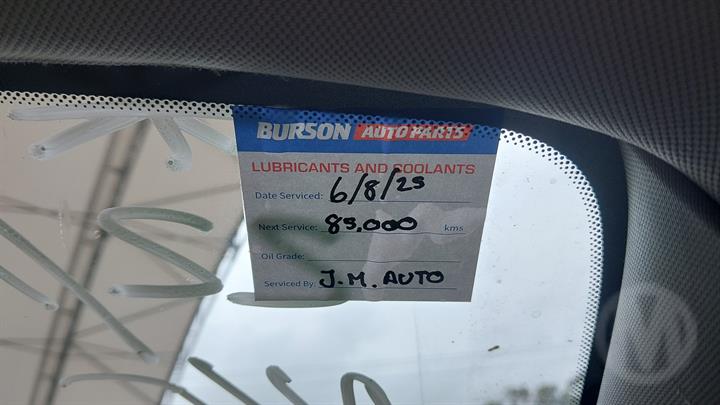 BURSON AUTO PARTS
LUBRICANTS AND COOLANTS
Date Serviced: 6/8/25
Next Service: 85,000 kms
Oil Grade:
Serviced By: J.M. AUTO